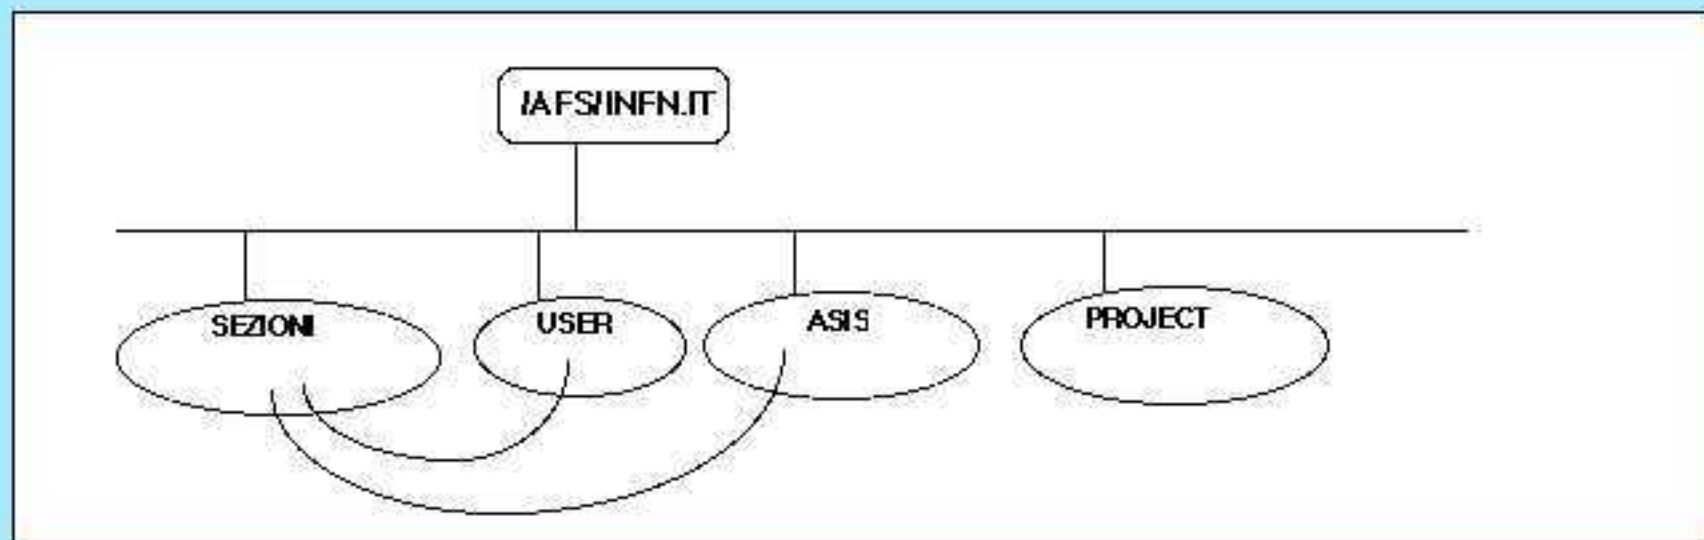 /AFS/INFN.IT
SEZIONI
USER
ASIS
PROJECT